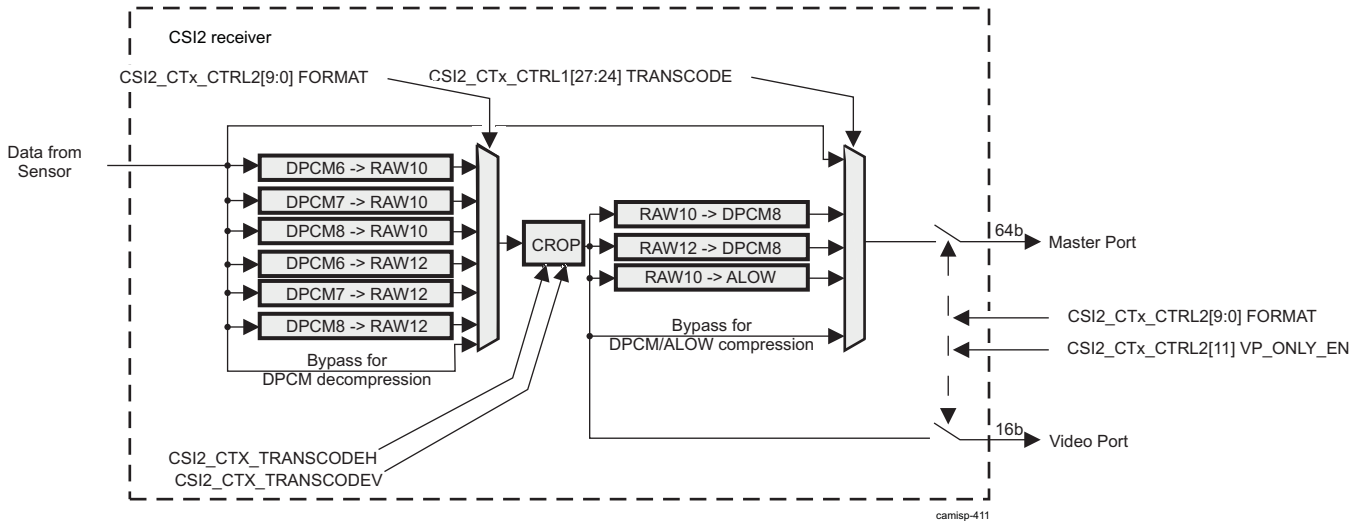 CSI2 receiver
CSI2_CTx_CTRL2[9:0] FORMAT
CSI2_CTx_CTRL1[27:24] TRANSCODE
Data from
Sensor
DPCM6 -> RAW10
DPCM7 -> RAW10
DPCM8 -> RAW10
DPCM6 -> RAW12
DPCM7 -> RAW12
DPCM8 -> RAW12
Bypass for
DPCM decompression
CROP
RAW10 -> DPCM8
RAW12 -> DPCM8
RAW10 -> ALOW
Bypass for
DPCM/ALOW compression
64b
Master Port
CSI2_CTx_CTRL2[9:0] FORMAT
CSI2_CTx_CTRL2[11] VP_ONLY_EN
16b
Video Port
CSI2_CTX_TRANSCODEH
CSI2_CTX_TRANSCODEV
camisp-411